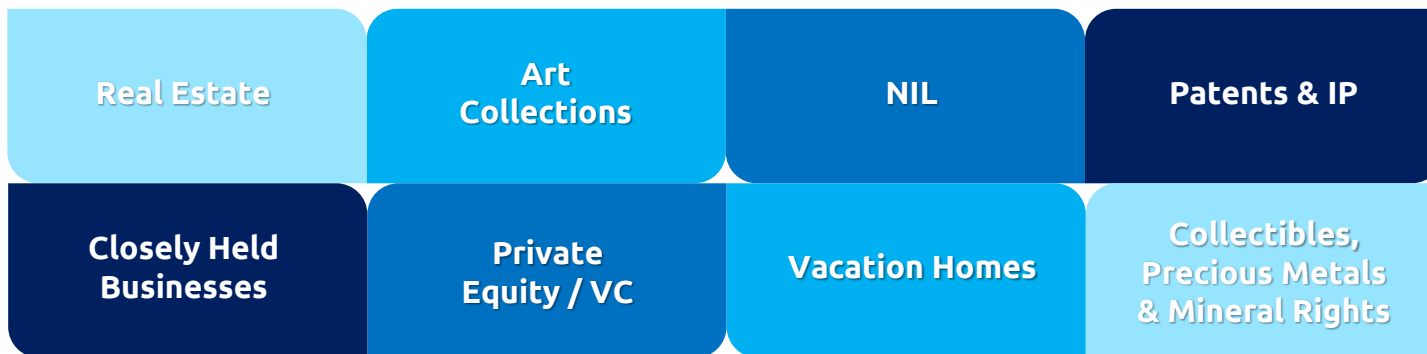 Real Estate
Art
Collections
NIL
Patents & IP
Closely Held
Businesses
Private
Equity / VC
Vacation Homes
Collectibles,
Precious Metals
& Mineral Rights